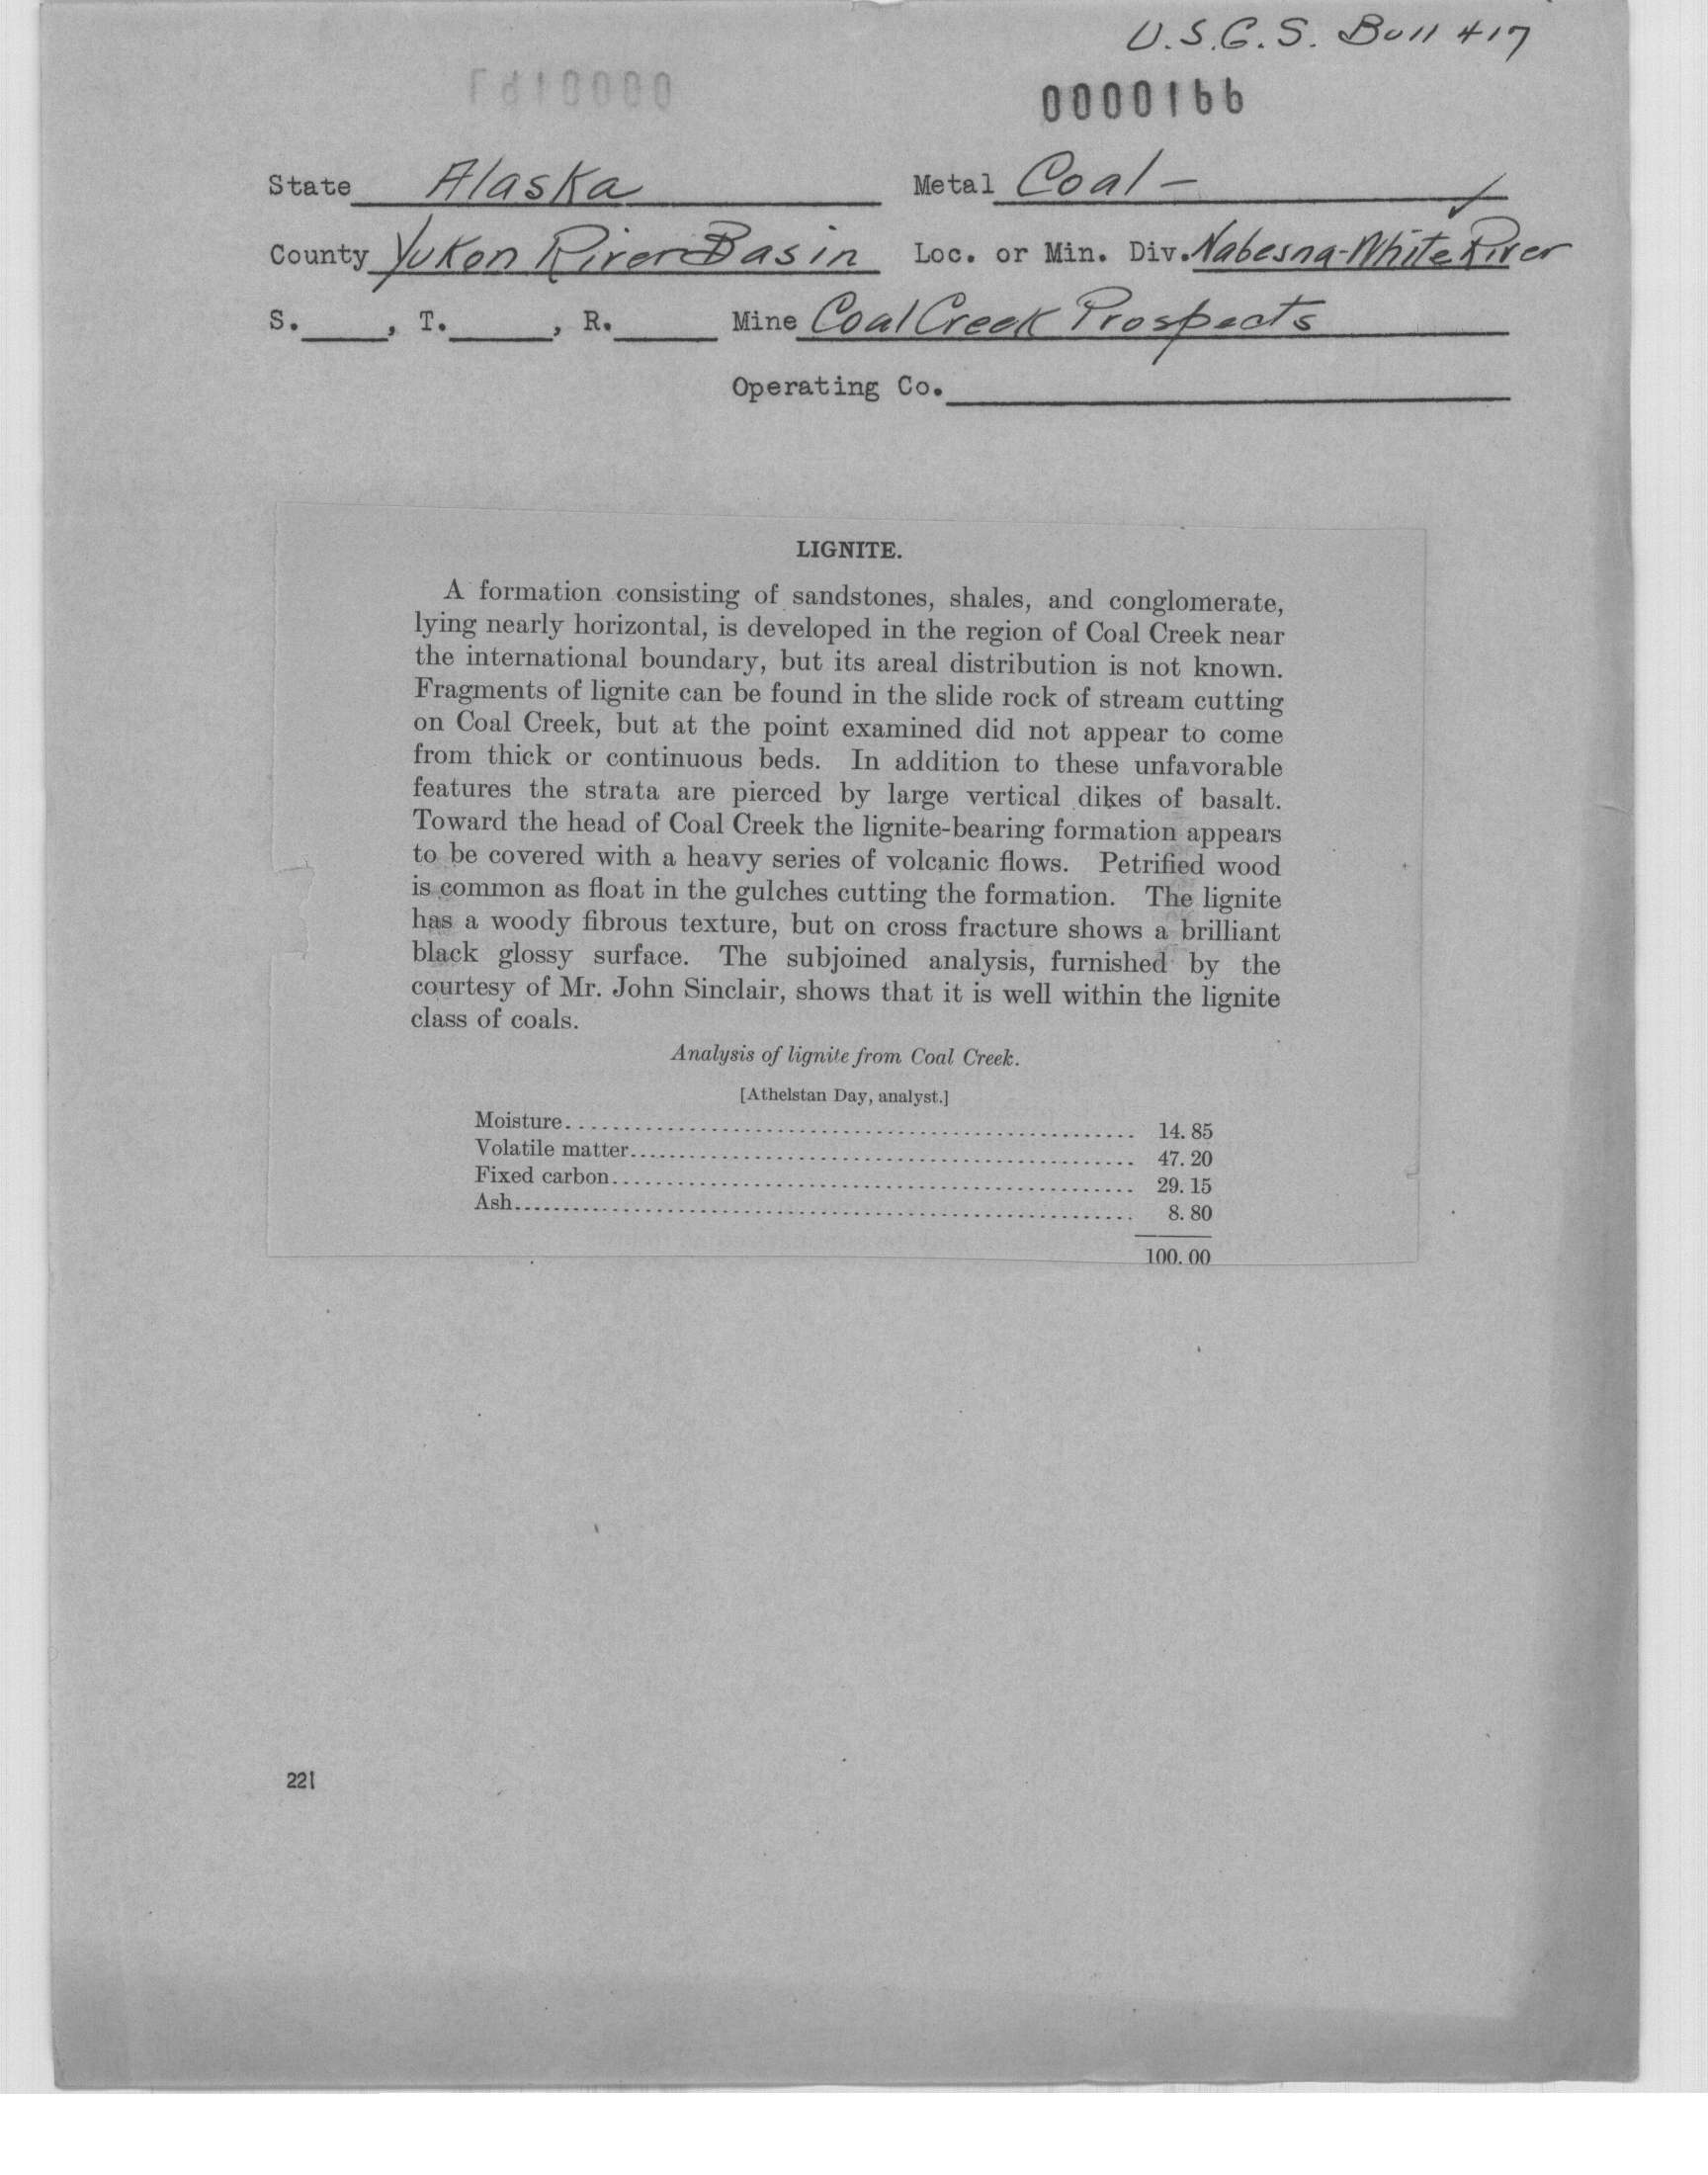 U.S.G.S. Bull 417
0000166
State Alaska Metal Coal -
County Yukon River Basin Loc. or Min. Div. Nabesna-White River
S. , T. , R. Mine Coal Creek Prospects
Operating Co.
LIGNITE.
A formation consisting of sandstones, shales, and conglomerate,
lying nearly horizontal, is developed in the region of Coal Creek near
the international boundary, but its areal distribution is not known.
Fragments of lignite can be found in the slide rock of stream cutting
on Coal Creek, but at the point examined did not appear to come
from thick or continuous beds. In addition to these unfavorable
features the strata are pierced by large vertical dikes of basalt.
Toward the head of Coal Creek the lignite-bearing formation appears
to be covered with a heavy series of volcanic flows. Petrified wood
is common as float in the gulches cutting the formation. The lignite
has a woody fibrous texture, but on cross fracture shows a brilliant
black glossy surface. The subjoined analysis, furnished by the
courtesy of Mr. John Sinclair, shows that it is well within the lignite
class of coals.
Analysis of lignite from Coal Creek.
[Athelstan Day, analyst.]
Moisture 14.85
Volatile matter 47.20
Fixed carbon 29.15
Ash 8.80
100.00
221